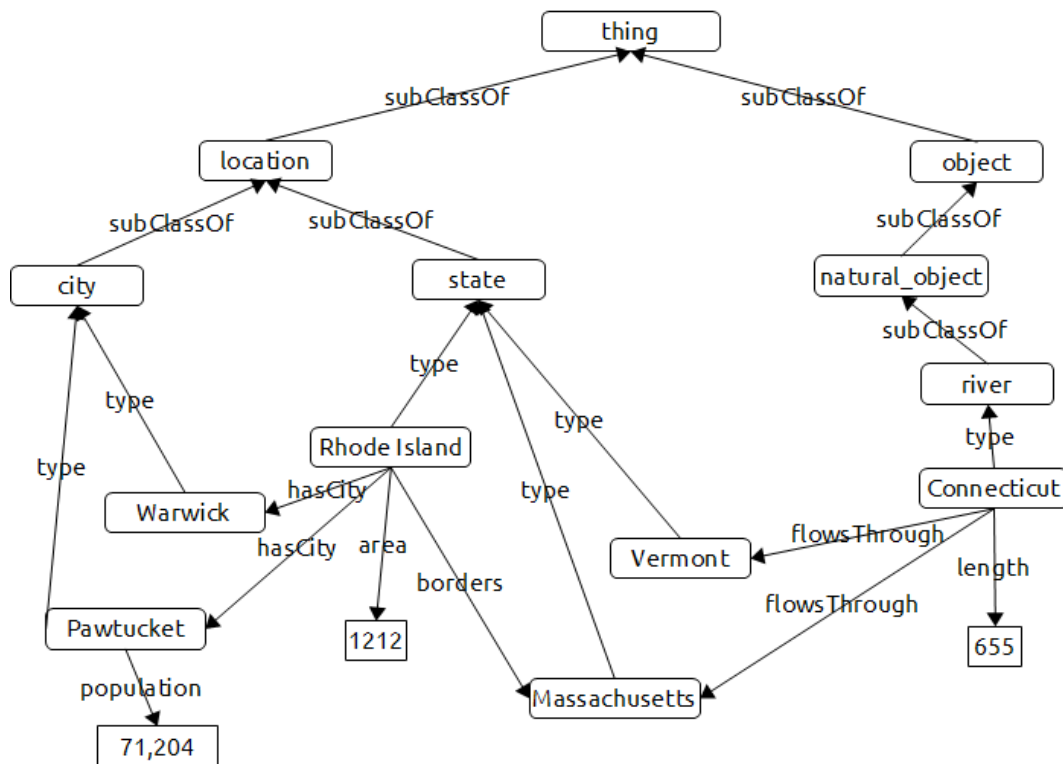 thing
subClassOf
subClassOf
location
object
subClassOf
subClassOf
subClassOf
city
state
natural_object
subClassOf
type
river
type
type
type
Rhode Island
type
type
Connecticut
Warwick
hasCity
hasCity
area
Vermont
flowsThrough
borders
length
flowsThrough
Pawtucket
1212
655
population
Massachusetts
71,204